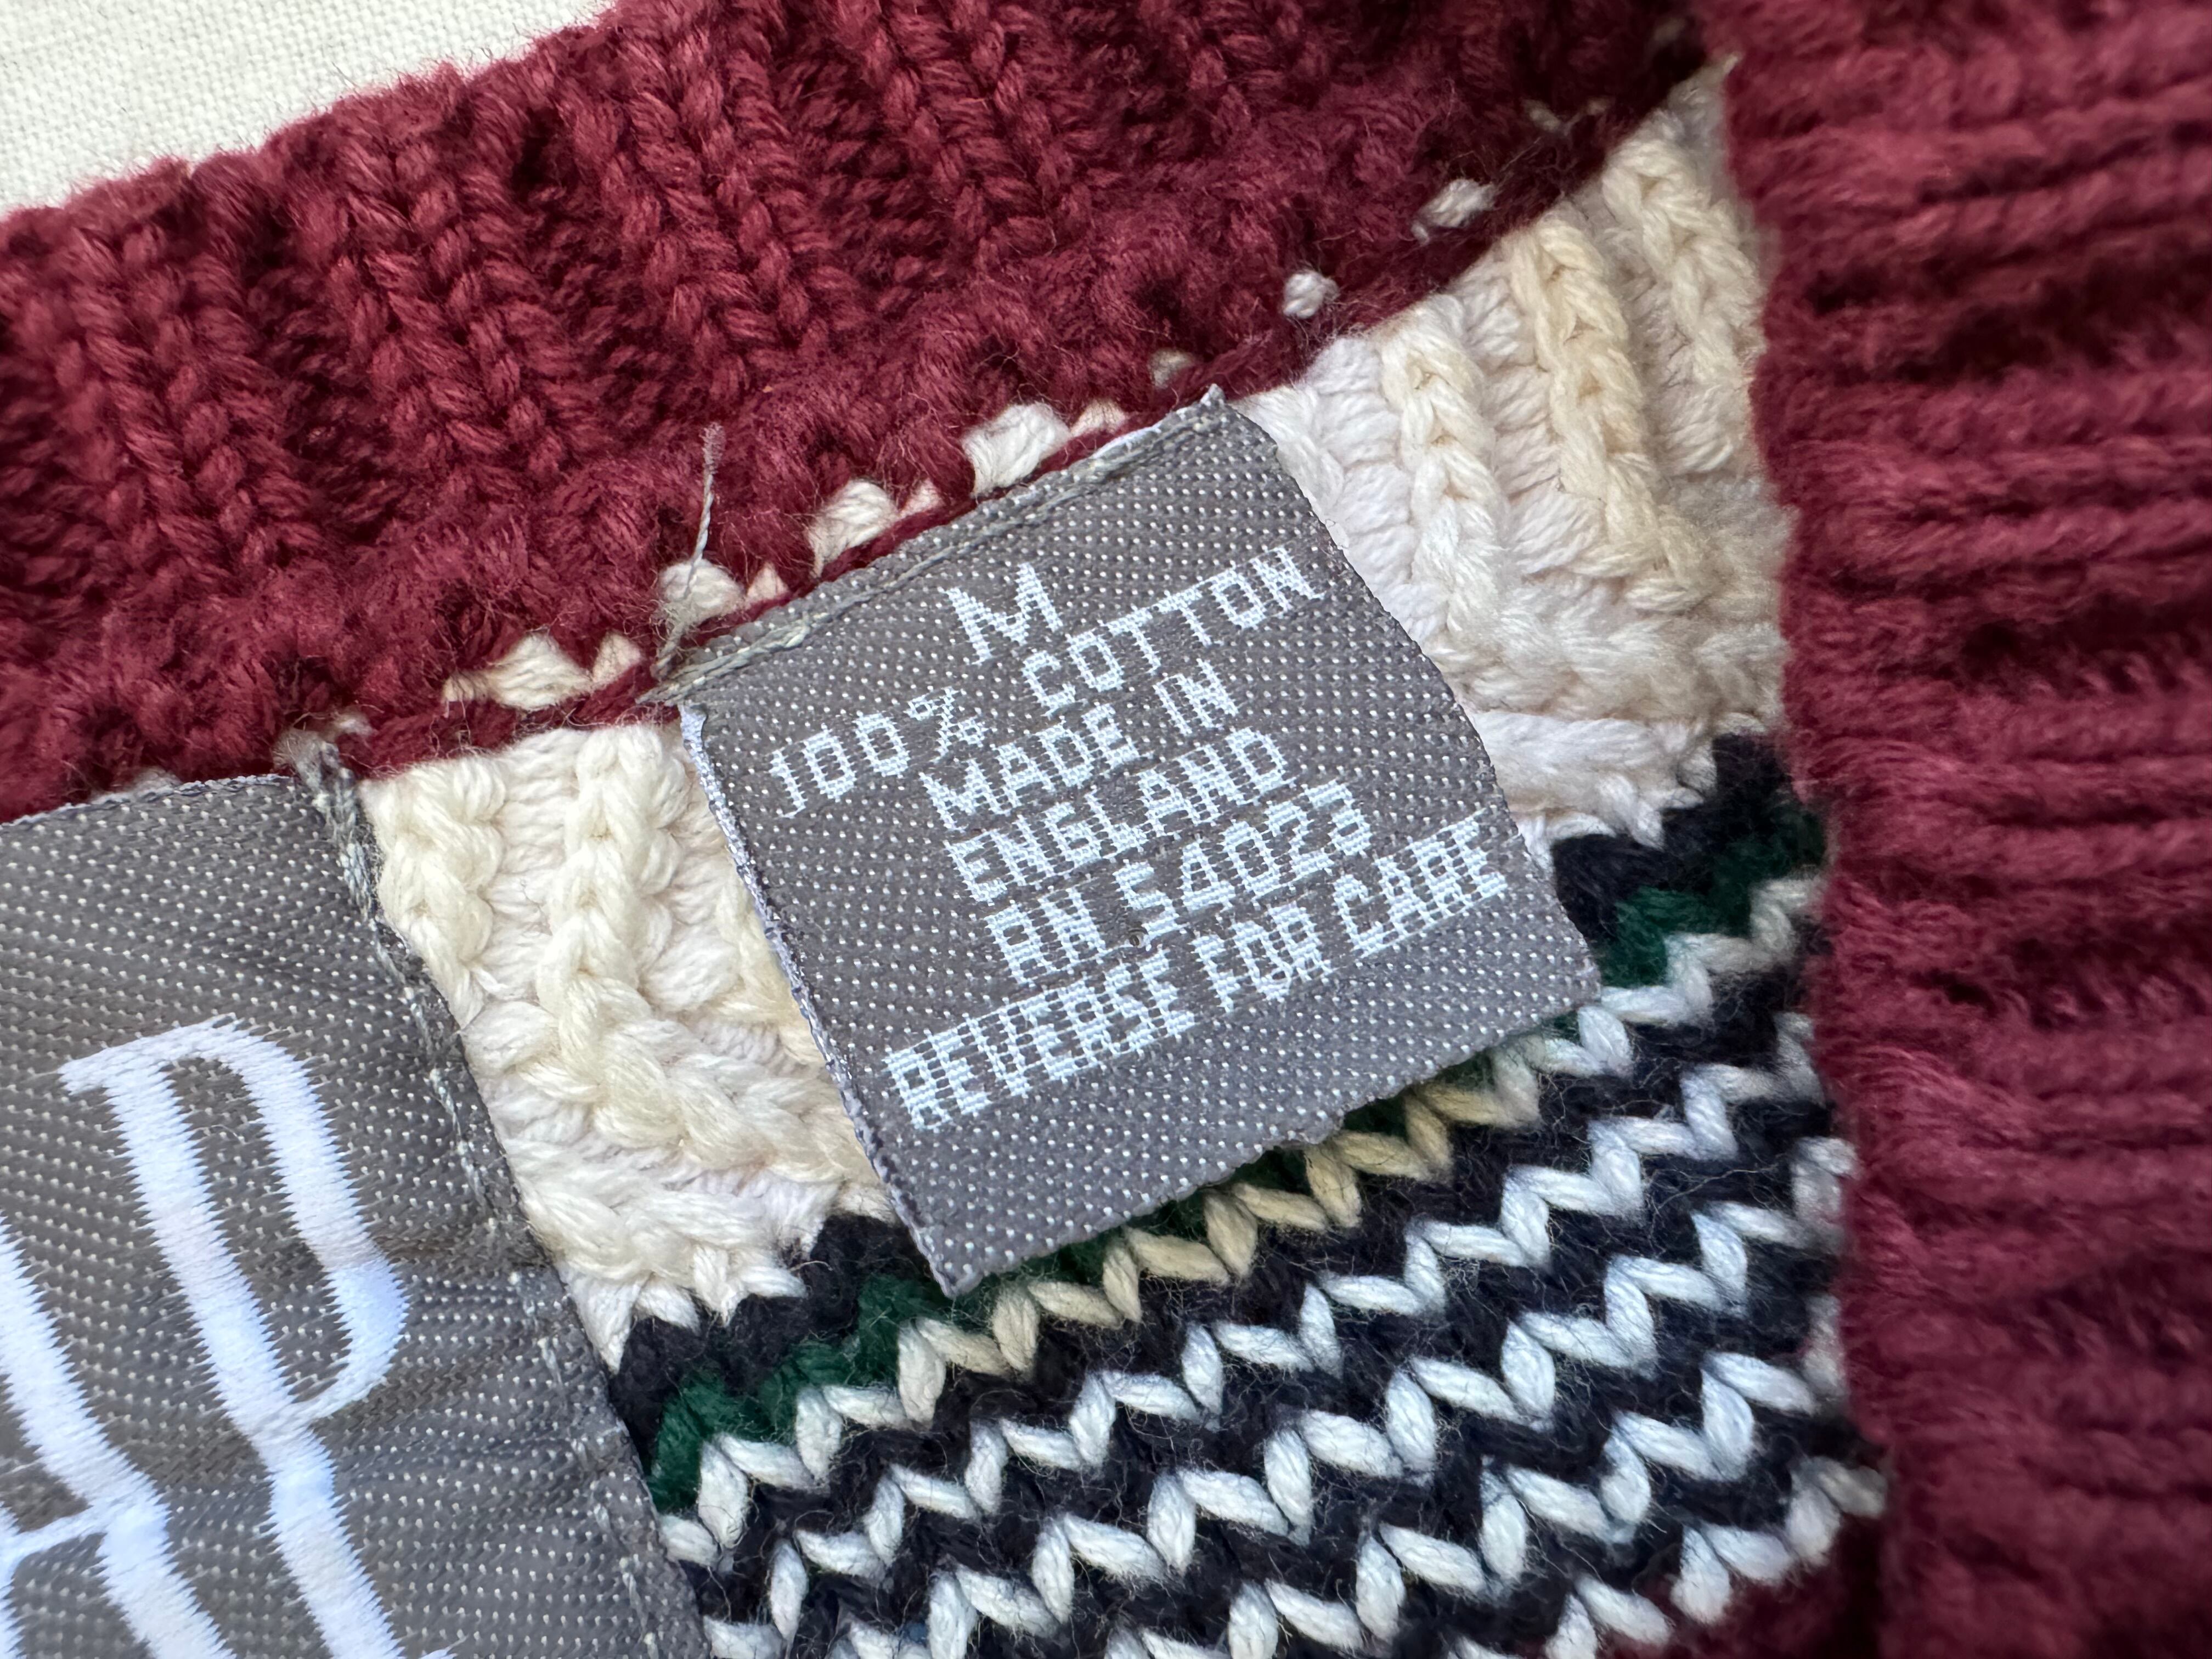 M
100% COTTON
MADE IN
ENGLAND
RN 54023
REVERSE FOR CARE